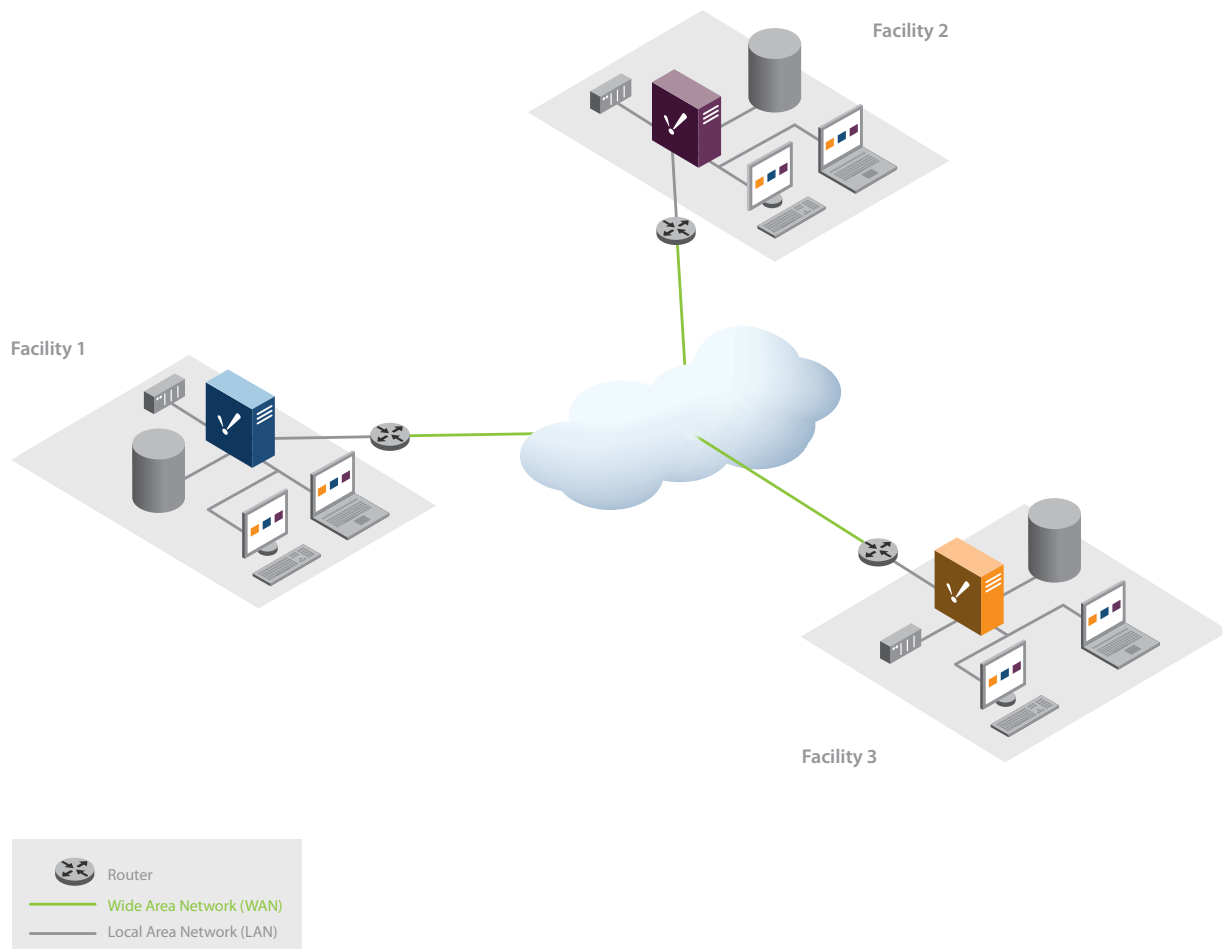 Facility 2
Facility 1
Facility 3
Router
Wide Area Network (WAN)
Local Area Network (LAN)